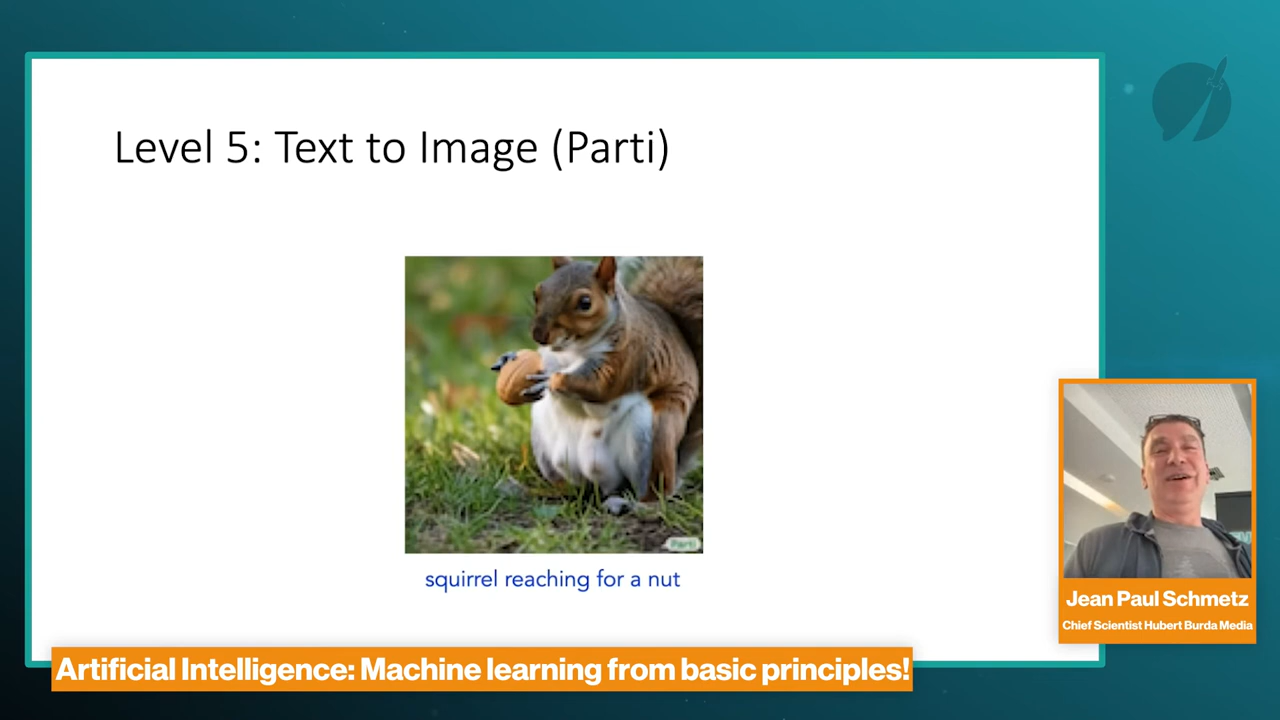 Level 5: Text to Image (Parti)
Parti
squirrel reaching for a nut
Jean Paul Schmetz
Chief Scientist Hubert Burda Media
Artificial Intelligence: Machine learning from basic principles!